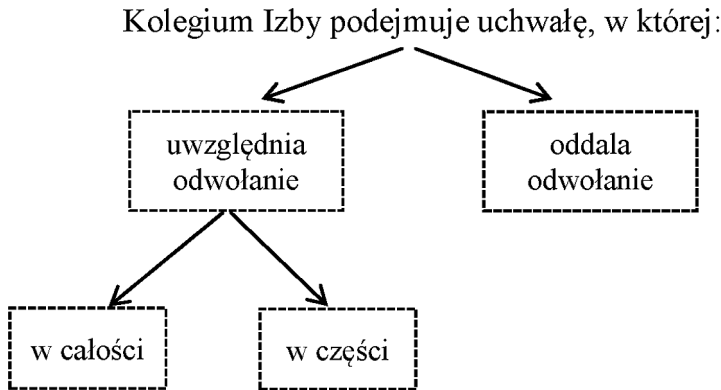 Kolegium Izby podejmuje uchwałę, w której:
uwzględnia
odwołanie
oddala
odwołanie
w całości
w części